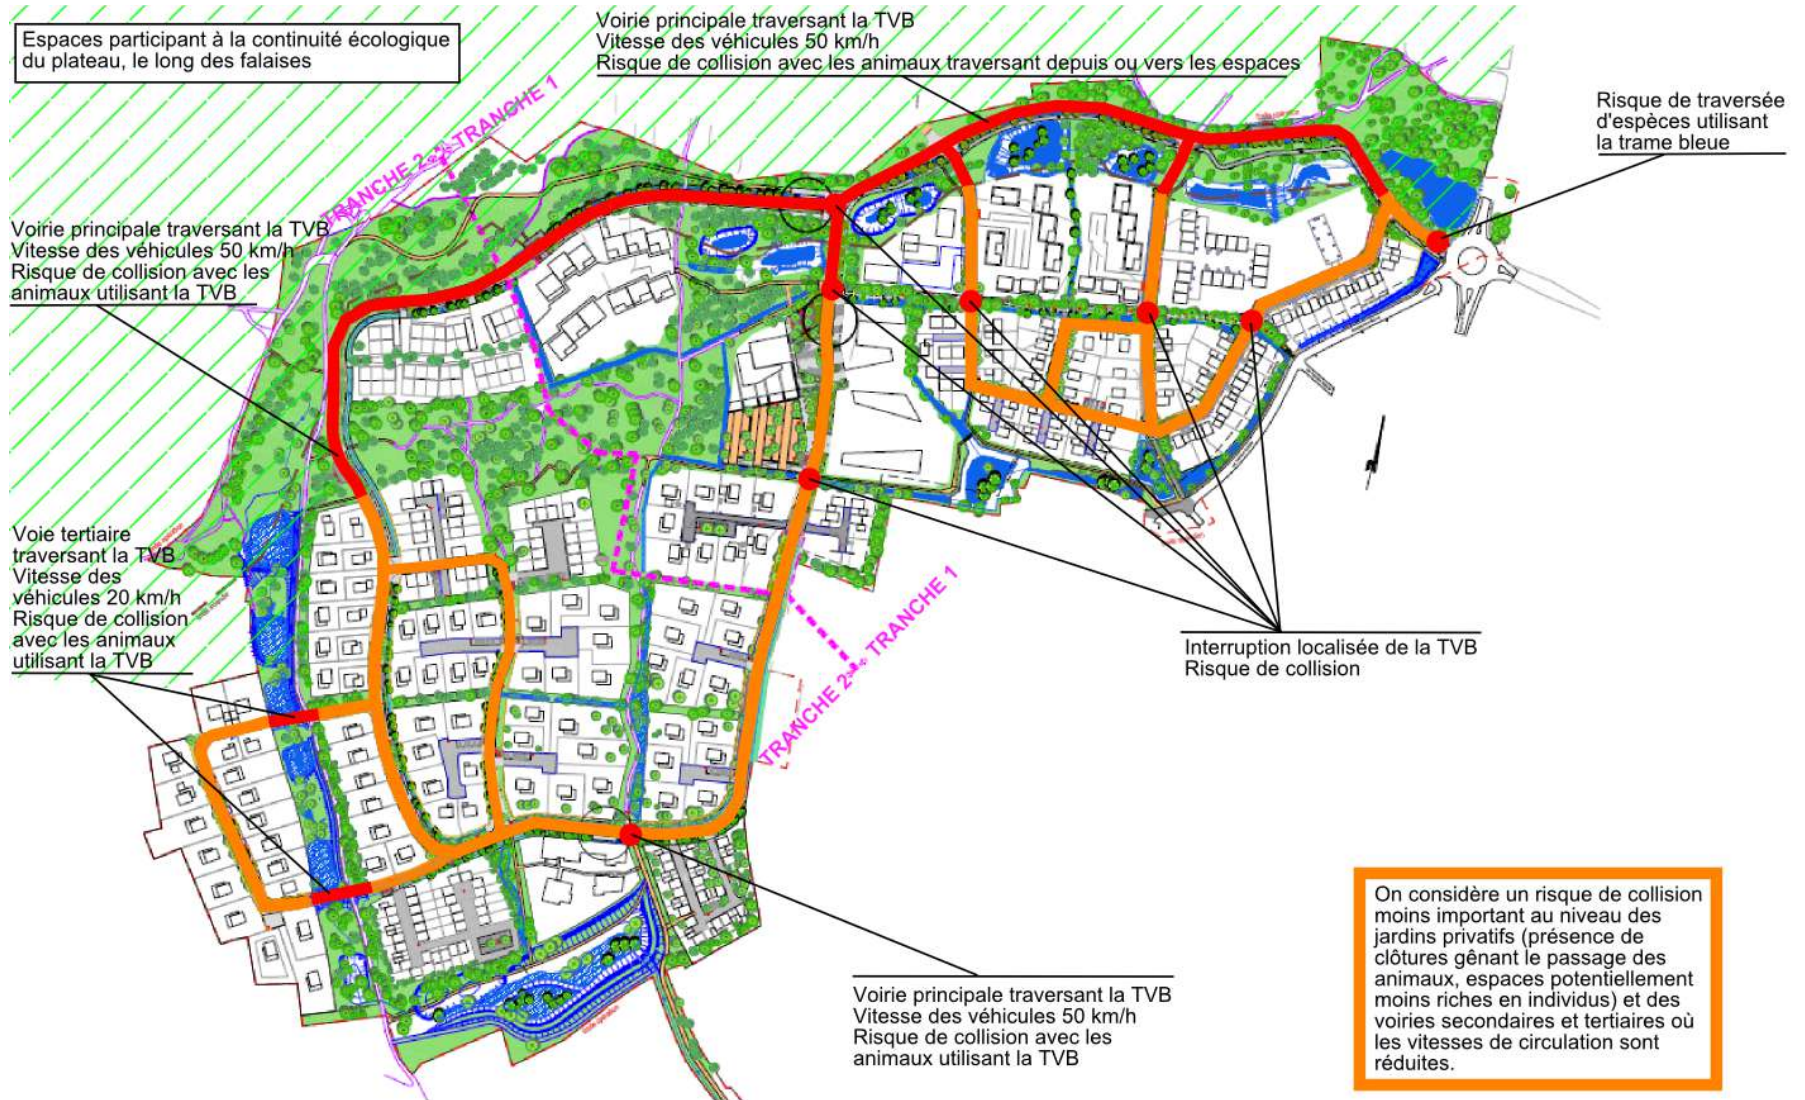 Espaces participant à la continuité écologique
du plateau, le long des falaises
Voirie principale traversant la TVB
Vitesse des véhicules 50 km/h
Risque de collision avec les animaux traversant depuis ou vers les espaces
Risque de traversée
d'espèces utilisant
la trame bleue
TRANCHE 2
TRANCHE 1
Voirie principale traversant la TVB
Vitesse des véhicules 50 km/h
Risque de collision avec les
animaux utilisant la TVB
Voie tertiaire
traversant la TVB
Vitesse des
véhicules 20 km/h
Risque de collision
avec les animaux
utilisant la TVB
TRANCHE 2
TRANCHE 1
Interruption localisée de la TVB
Risque de collision
Voirie principale traversant la TVB
Vitesse des véhicules 50 km/h
Risque de collision avec les
animaux utilisant la TVB
On considère un risque de collision
moins important au niveau des
jardins privatifs (présence de
clôtures gênant le passage des
animaux, espaces potentiellement
moins riches en individus) et des
voiries secondaires et tertiaires où
les vitesses de circulation sont
réduites.